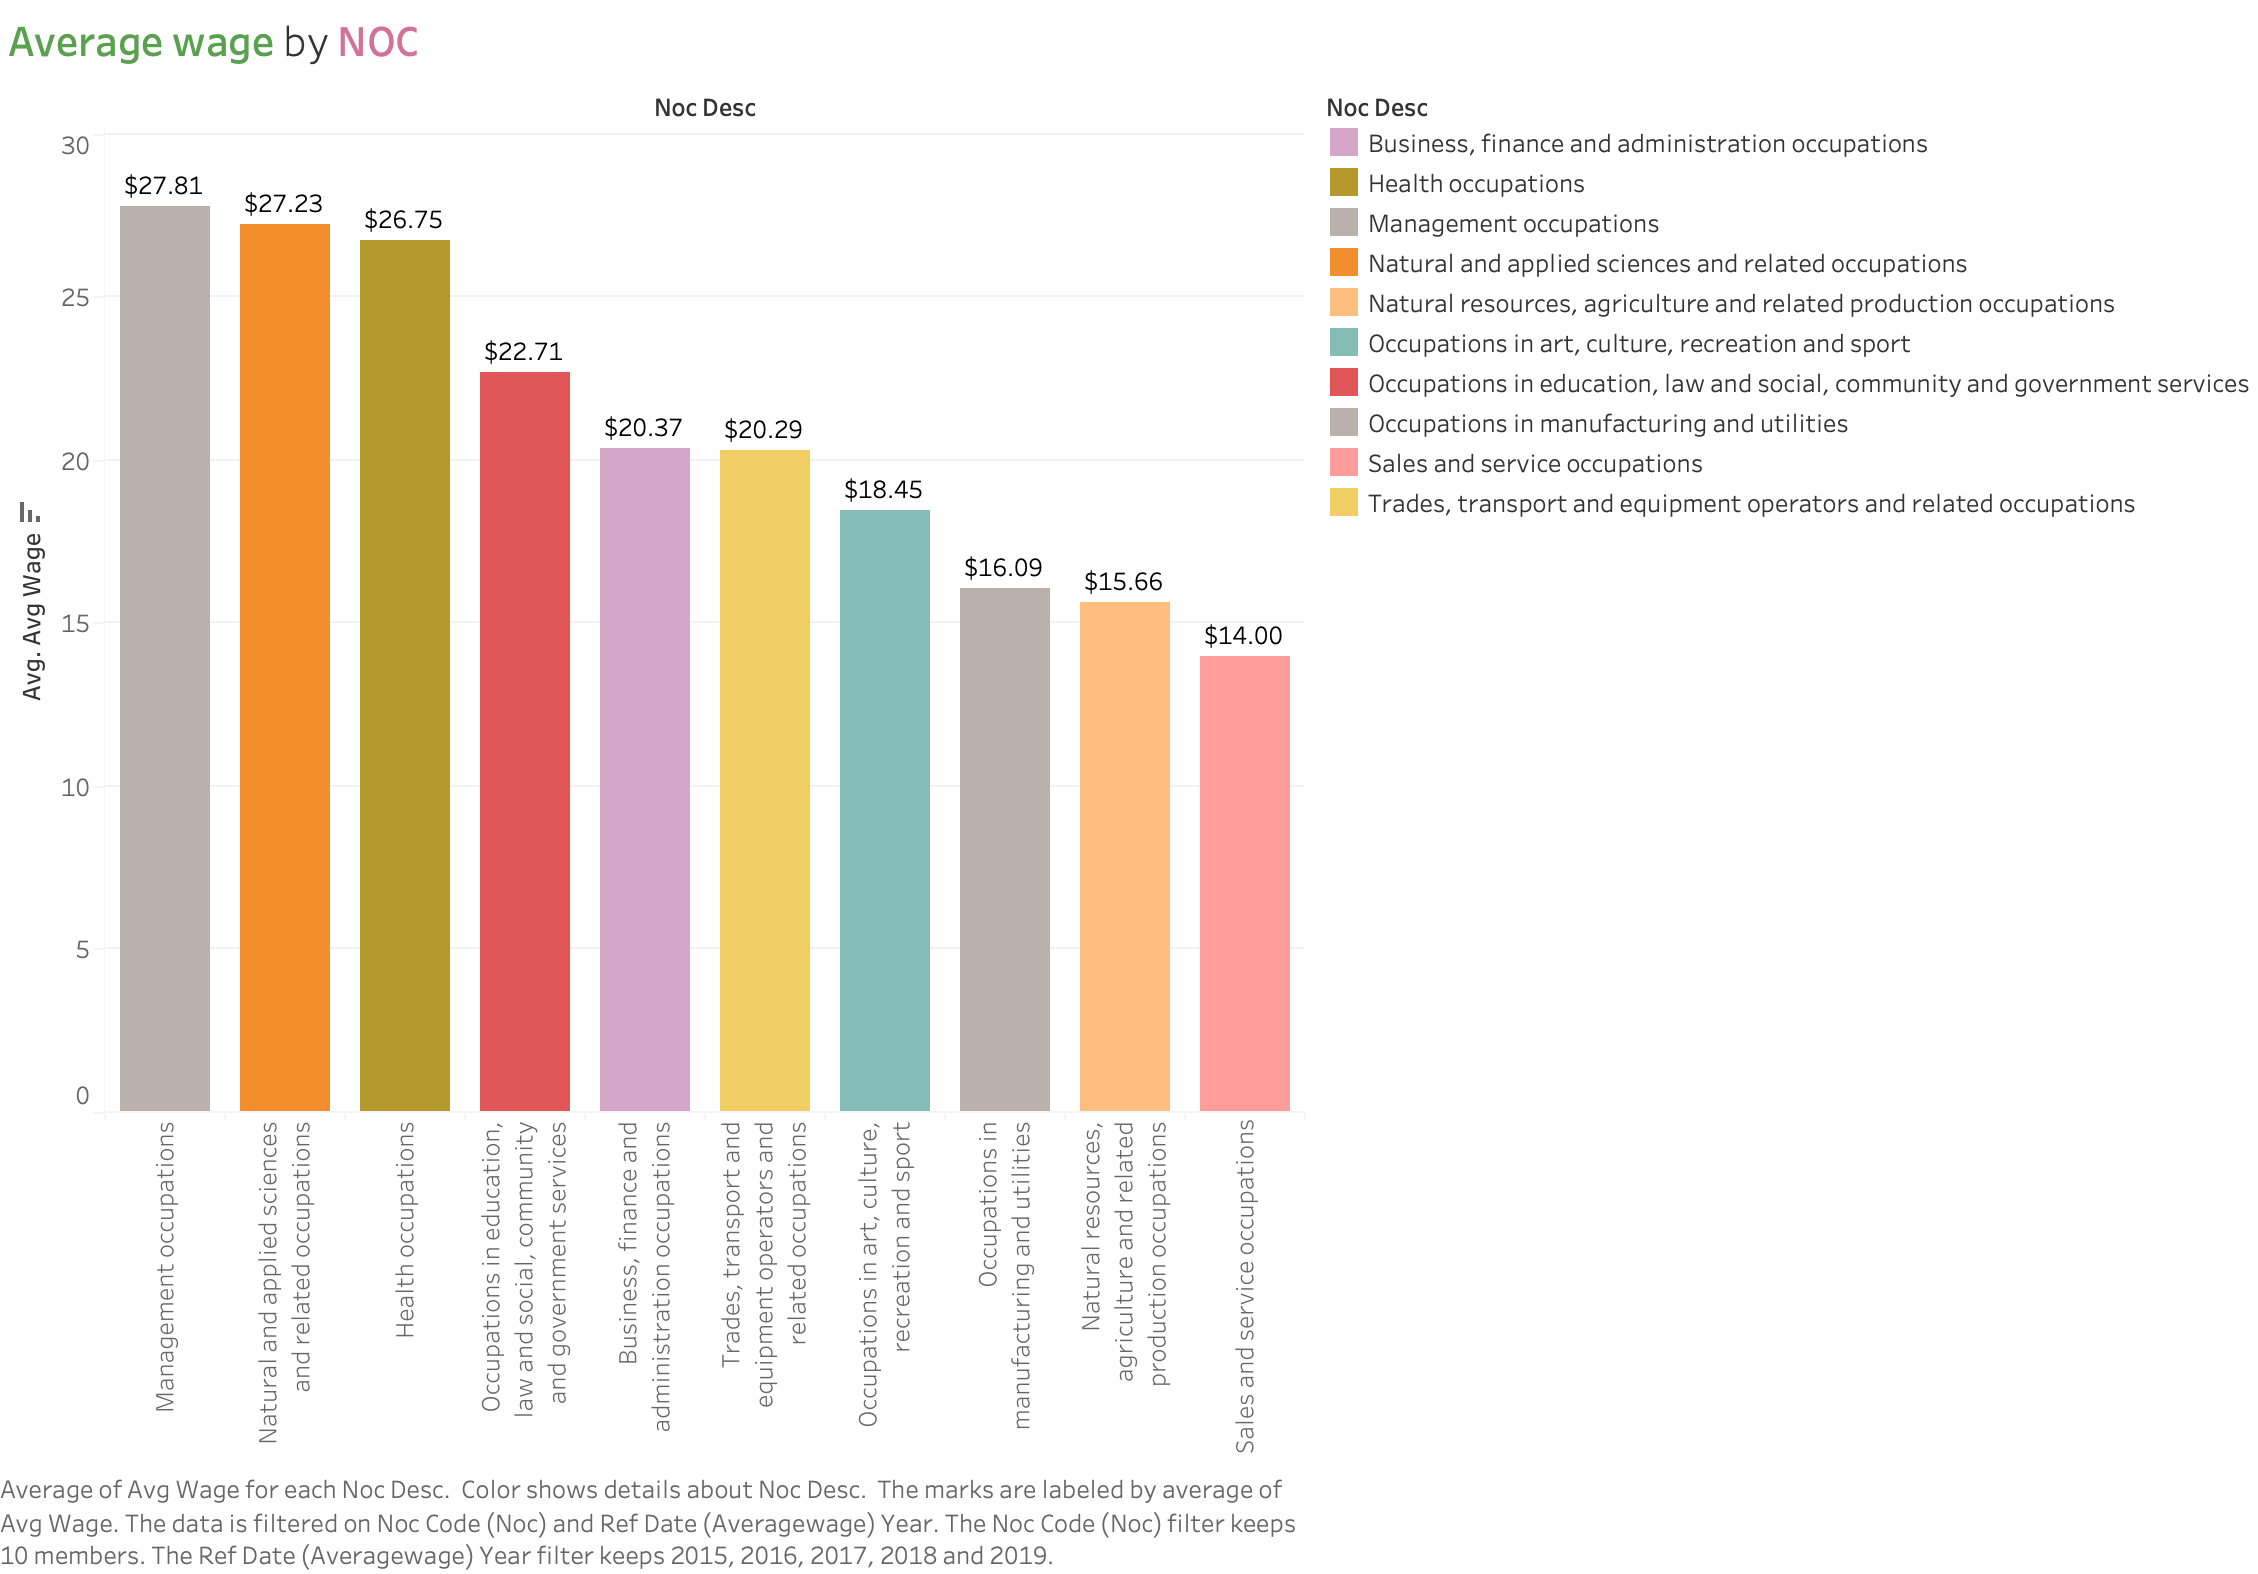 Average wage by NOC
Noc Desc
30
25
20
15
10
5
0
Avg. Avg Wage
$27.81
$27.23
$26.75
$22.71
$20.37
$20.29
$18.45
$16.09
$15.66
$14.00
Management occupations
Natural and applied sciences
and related occupations
Health occupations
Occupations in education,
law and social, community
and government services
Business, finance and
administration occupations
Trades, transport and
equipment operators and
related occupations
Occupations in art, culture,
recreation and sport
Occupations in
manufacturing and utilities
Natural resources,
agriculture and related
production occupations
Sales and service occupations
Noc Desc
Business, finance and administration occupations
Health occupations
Management occupations
Natural and applied sciences and related occupations
Natural resources, agriculture and related production occupations
Occupations in art, culture, recreation and sport
Occupations in education, law and social, community and government services
Occupations in manufacturing and utilities
Sales and service occupations
Trades, transport and equipment operators and related occupations
Average of Avg Wage for each Noc Desc.  Color shows details about Noc Desc.  The marks are labeled by average of
Avg Wage. The data is filtered on Noc Code (Noc) and Ref Date (Averagewage) Year. The Noc Code (Noc) filter keeps
10 members. The Ref Date (Averagewage) Year filter keeps 2015, 2016, 2017, 2018 and 2019.